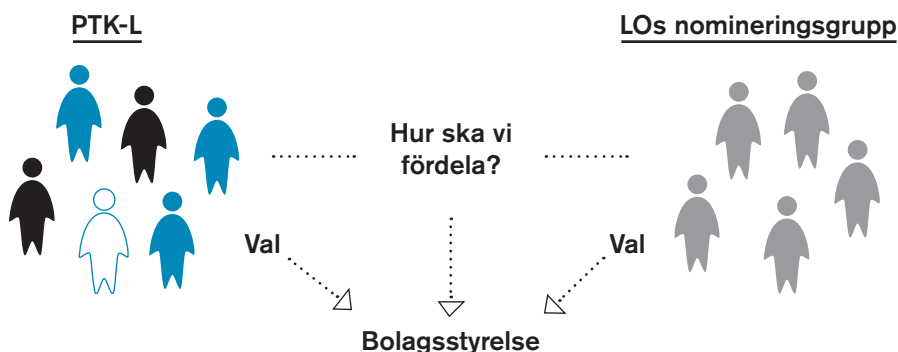 PTK-L
LOs nomineringsgrupp
Hur ska vi
fördela?
Val
Val
Bolagsstyrelse